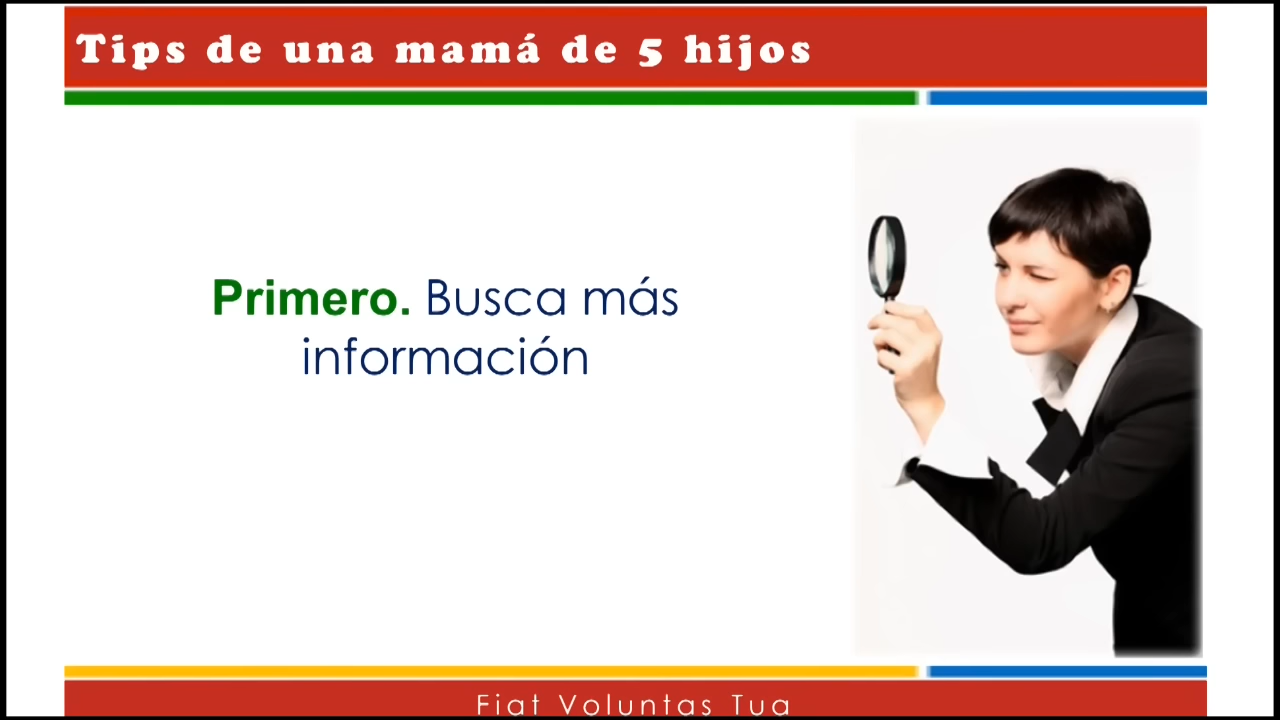 Tips de una mamá de 5 hijos
Primero. Busca más
información
Fiat Voluntas Tua